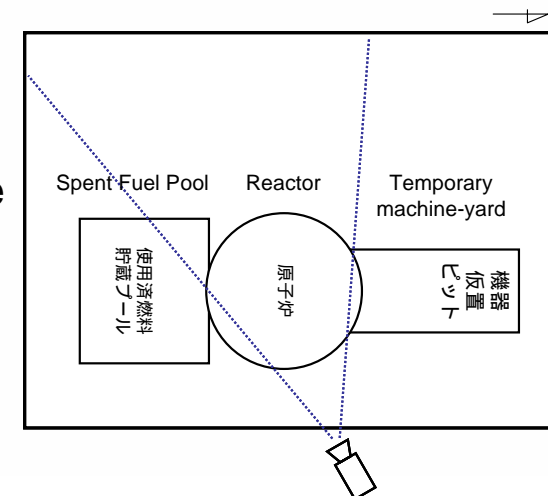 Spent Fuel Pool
Reactor
Temporary
machine-yard
使用済燃料
貯蔵プール
原子炉
機器
仮置
ピット